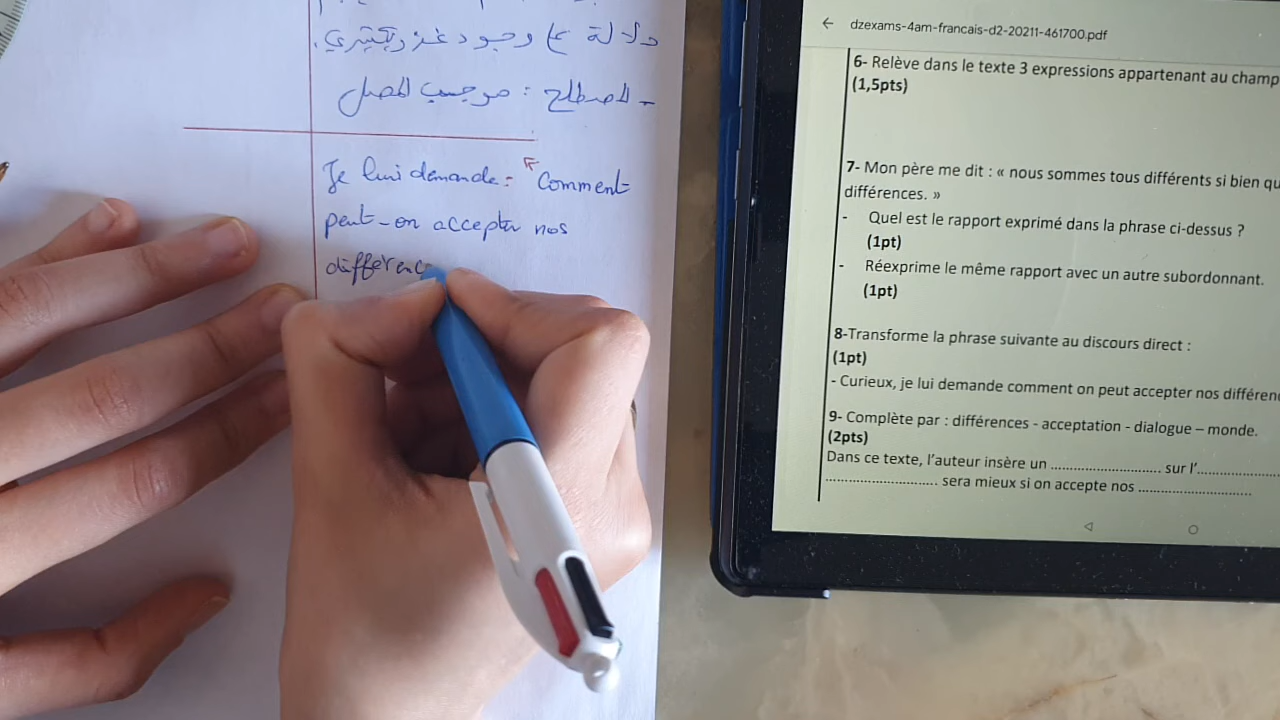 دلالة على وجود غزو بكتيري.
- المصطلح : موجب المصل
Je lui demande : "Comment
peut-on accepter nos
différenc
← dzexams-4am-francais-d2-20211-461700.pdf
6- Relève dans le texte 3 expressions appartenant au champ
(1,5pts)
7- Mon père me dit : « nous sommes tous différents si bien qu
différences. »
- Quel est le rapport exprimé dans la phrase ci-dessus ?
(1pt)
- Réexprime le même rapport avec un autre subordonnant.
(1pt)
8-Transforme la phrase suivante au discours direct :
(1pt)
- Curieux, je lui demande comment on peut accepter nos différen
9- Complète par : différences - acceptation - dialogue – monde.
(2pts)
Dans ce texte, l'auteur insère un ............................ sur l'....................
............................ sera mieux si on accepte nos ............................